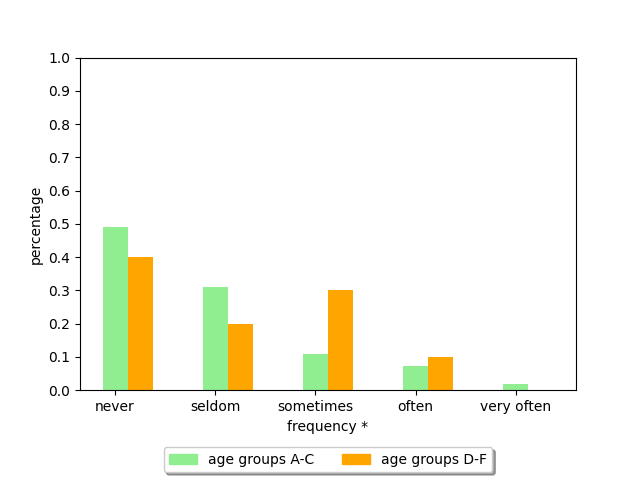 1.0
0.9
0.8
0.7
0.6
0.5
0.4
0.3
0.2
0.1
0.0
percentage
never seldom sometimes often very often
frequency *
age groups A-C age groups D-F